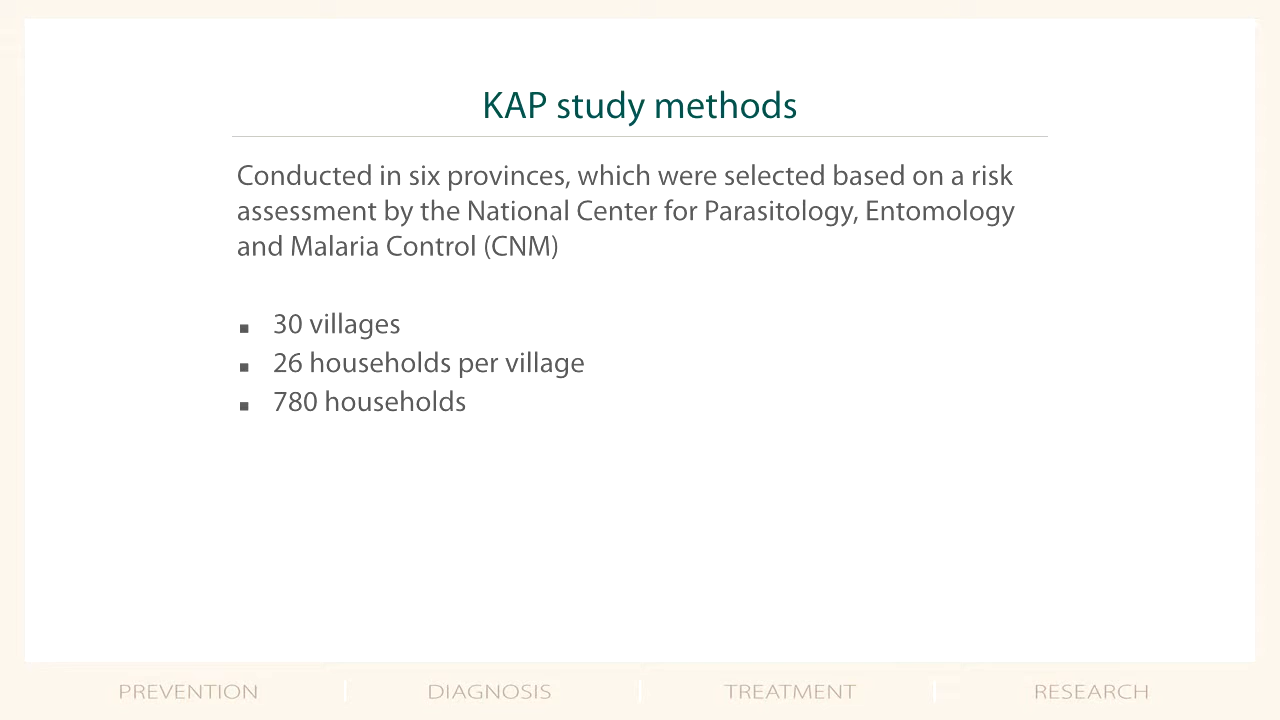 KAP study methods
Conducted in six provinces, which were selected based on a risk
assessment by the National Center for Parasitology, Entomology
and Malaria Control (CNM)
▪ 30 villages
▪ 26 households per village
▪ 780 households
PREVENTION | DIAGNOSIS | TREATMENT | RESEARCH